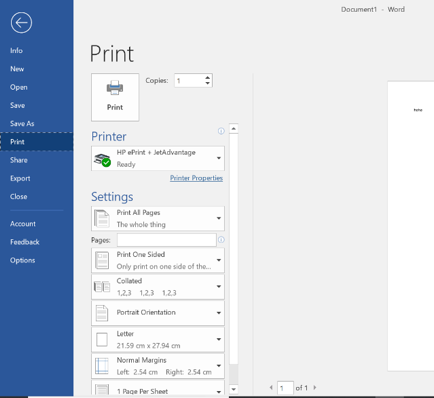 Document1 - Word
Info
New
Open
Save
Save As
Print
Share
Export
Close
Account
Feedback
Options
Print
Print
Copies: 1
Printer
HP ePrint + JetAdvantage
Ready
Printer Properties
Settings
Print All Pages
The whole thing
Pages:
Print One Sided
Only print on one side of the...
Collated
1,2,3 1,2,3 1,2,3
Portrait Orientation
Letter
21.59 cm x 27.94 cm
Normal Margins
Left: 2.54 cm Right: 2.54 cm
1 Page Per Sheet
1 of 1